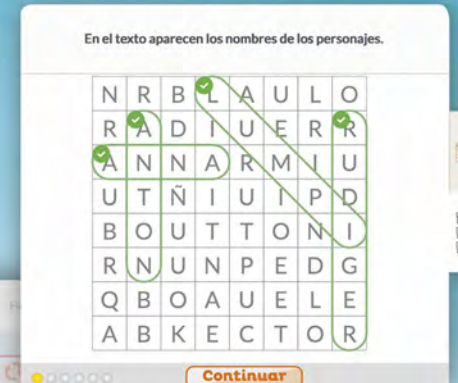 En el texto aparecen los nombres de los personajes.
N R B L A U L O
R A D I U E R R
A N N A R M I U
U T Ñ I U I P D
B O U T T O N I
R N U N P E D G
Q B O A U E L E
A B K E C T O R
Continuar